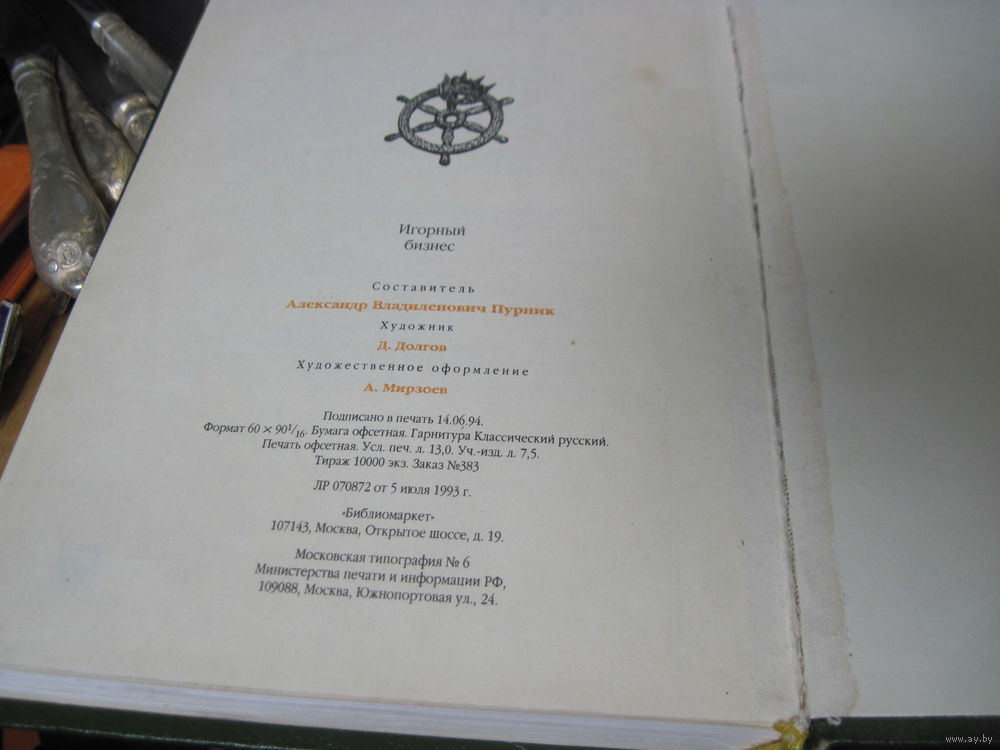 Игорный
бизнес
Составитель
Александр Владиленович Пурник
Художник
Д. Долгов
Художественное оформление
А. Мирзоев
Подписано в печать 14.06.94.
Формат 60 × 90 1/16. Бумага офсетная. Гарнитура Классический русский.
Печать офсетная. Усл. печ. л. 13,0. Уч.-изд. л. 7,5.
Тираж 10000 экз. Заказ №383
ЛР 070872 от 5 июля 1993 г.
«Библиомаркет»
107143, Москва, Открытое шоссе, д. 19.
Московская типография № 6
Министерства печати и информации РФ,
109088, Москва, Южнопортовая ул., 24.
www.ay.by